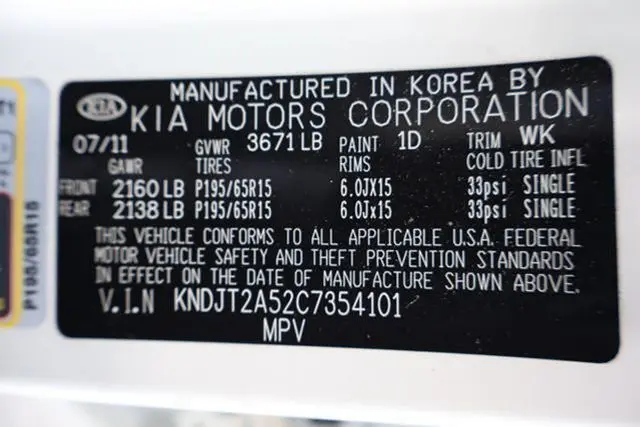 MANUFACTURED IN KOREA BY
KIA KIA MOTORS CORPORATION
07/11 GVWR 3671 LB PAINT 1D TRIM WK
GAWR TIRES RIMS COLD TIRE INFL
FRONT 2160 LB P195/65R15 6.0JX15 33psi SINGLE
REAR 2138 LB P195/65R15 6.0Jx15 33psi SINGLE
THIS VEHICLE CONFORMS TO ALL APPLICABLE U.S.A. FEDERAL
MOTOR VEHICLE SAFETY AND THEFT PREVENTION STANDARDS
IN EFFECT ON THE DATE OF MANUFACTURE SHOWN ABOVE.
V.I.N KNDJT2A52C7354101
MPV
P195/65R15